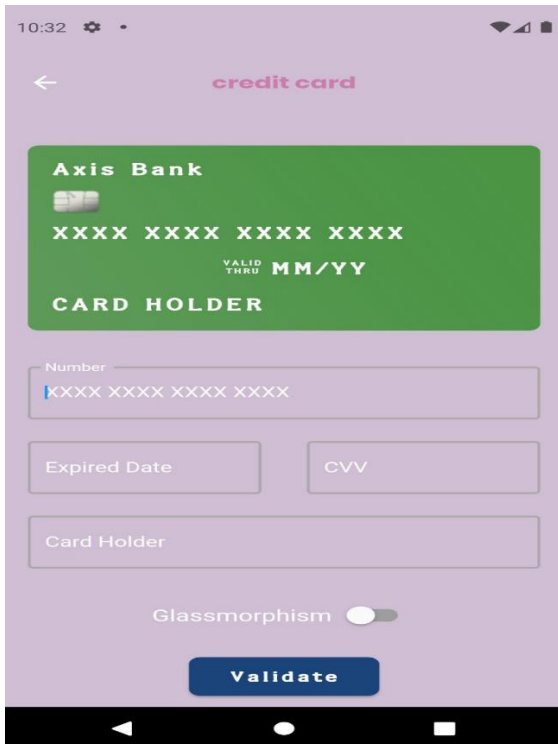 10:32
credit card
Axis Bank
XXXX XXXX XXXX XXXX
VALID
THRU MM/YY
CARD HOLDER
Number
XXXX XXXX XXXX XXXX
Expired Date CVV
Card Holder
Glassmorphism
Validate